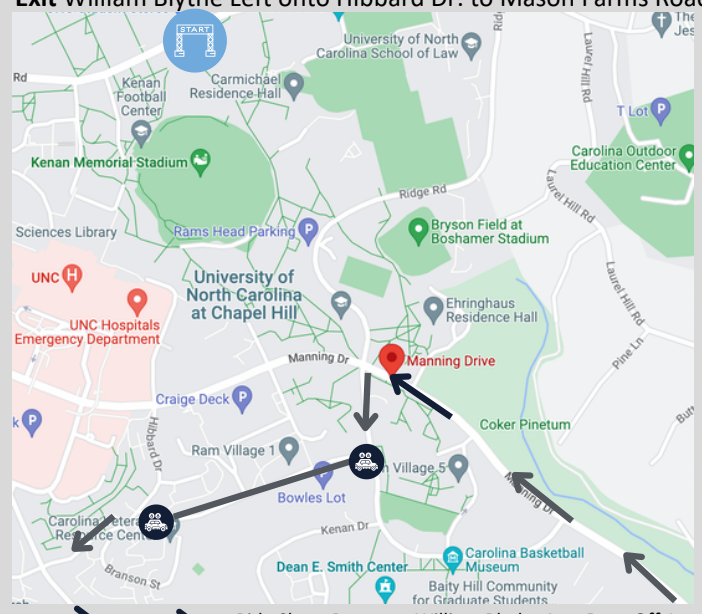 Exit William Blythe Left onto Hibbard Dr. to Mason Farms Road
START
University of North
Carolina School of Law
The
Jes
Rd
Kenan
Football
Center
Carmichael
Residence Hall
Rid
Laurel Hill Rd
T Lot
Kenan Memorial Stadium
Carolina Outdoor
Education Center
Ridge Rd
Laurel Hill Rd
Sciences Library
Rams Head Parking
Bryson Field at
Boshamer Stadium
UNC
University of
North Carolina
at Chapel Hill
Laurel Hill Rd
UNC Hospitals
Emergency Department
Ehringhaus
Residence Hall
Pine Ln
Manning Dr
Manning Drive
Craige Deck
k
Butt
Coker Pinetum
Hibbard Dr
Ram Village 1
Village 5
Manning Dr
Bowles Lot
Carolina Veterans
Resource Center
Kenan Dr
Branson St
Dean E. Smith Center
Carolina Basketball
Museum
Baity Hill Community
for Graduate Students